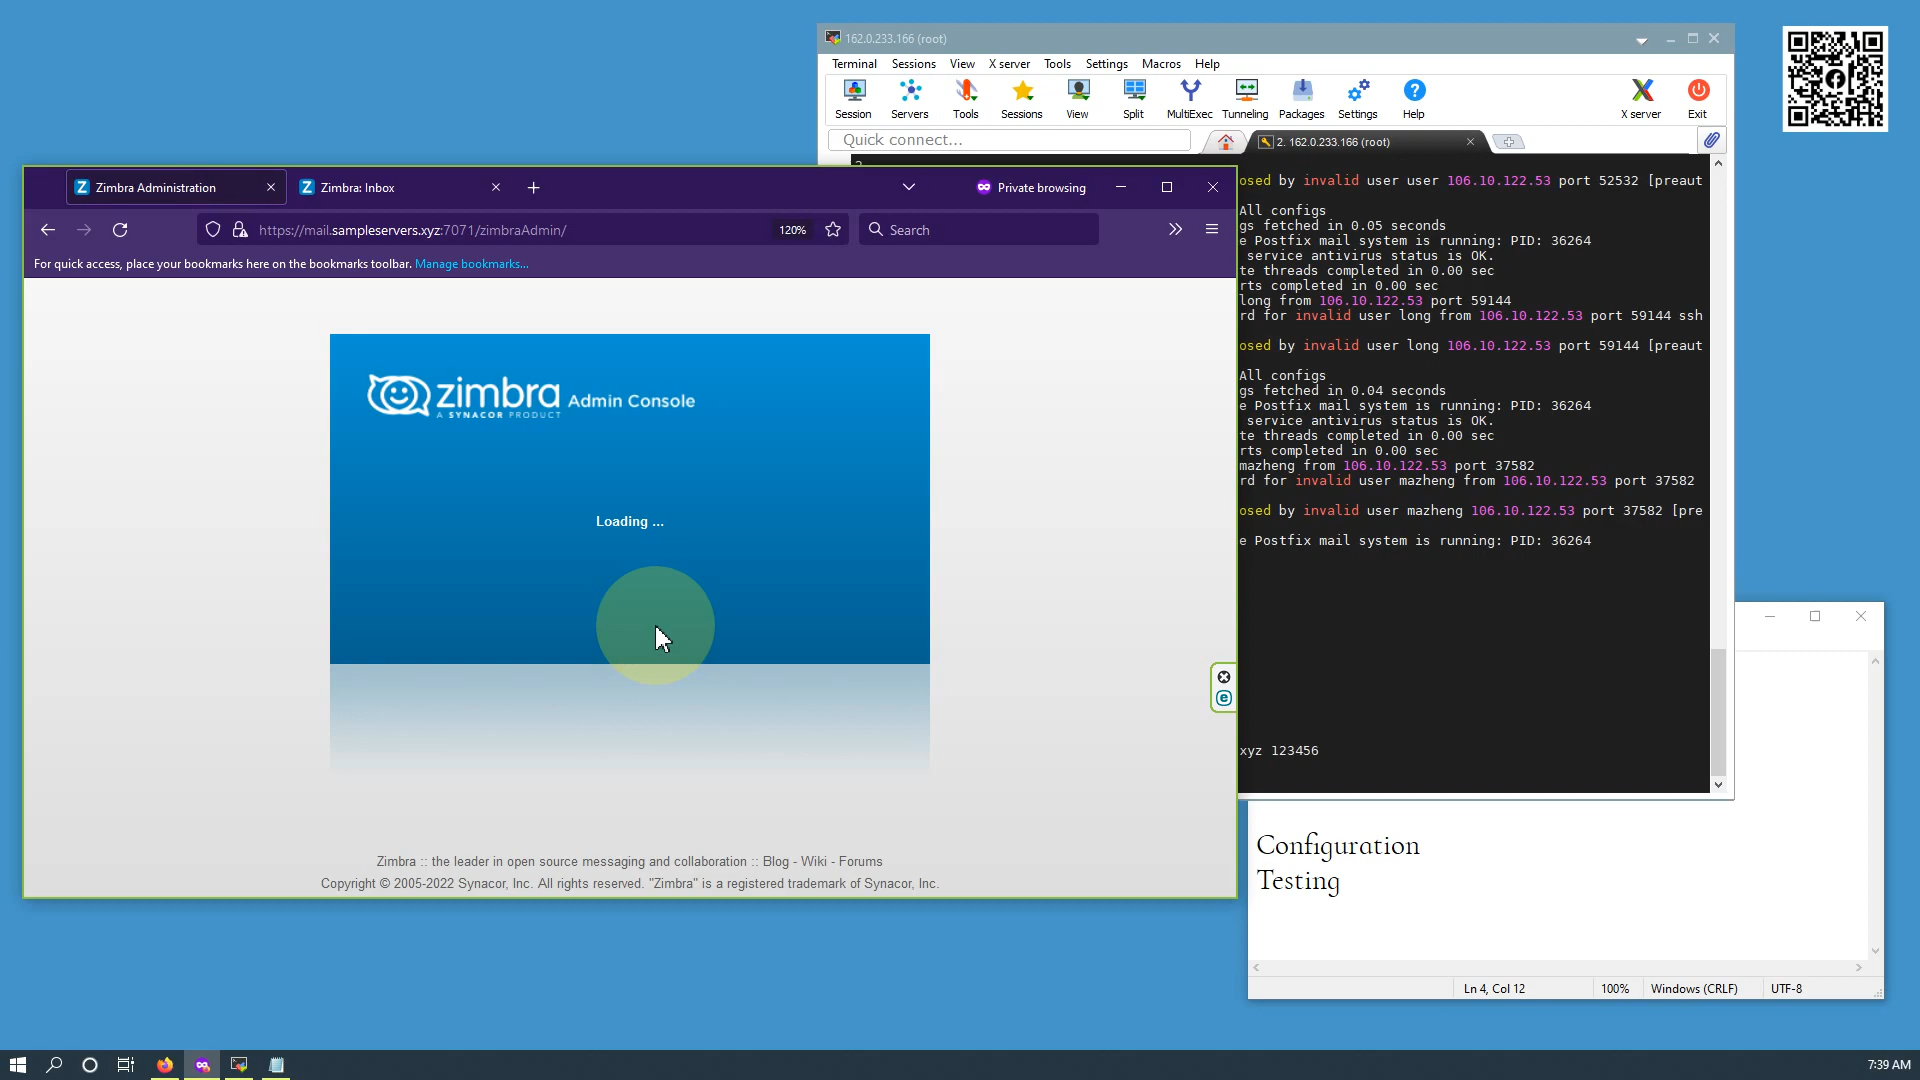 162.0.233.166 (root)
Terminal Sessions View X server Tools Settings Macros Help
Session Servers Tools Sessions View Split MultiExec Tunneling Packages Settings Help X server Exit
Quick connect...
2. 162.0.233.166 (root)
Zimbra Administration
Zimbra: Inbox
Private browsing
https://mail.sampleservers.xyz:7071/zimbraAdmin/
120%
Search
For quick access, place your bookmarks here on the bookmarks toolbar. Manage bookmarks...
zimbra Admin Console
A SYNACOR PRODUCT
Loading ...
Zimbra :: the leader in open source messaging and collaboration :: Blog - Wiki - Forums
Copyright © 2005-2022 Synacor, Inc. All rights reserved. "Zimbra" is a registered trademark of Synacor, Inc.
osed by invalid user user 106.10.122.53 port 52532 [preaut
All configs
gs fetched in 0.05 seconds
e Postfix mail system is running: PID: 36264
service antivirus status is OK.
te threads completed in 0.00 sec
rts completed in 0.00 sec
long from 106.10.122.53 port 59144
rd for invalid user long from 106.10.122.53 port 59144 ssh
osed by invalid user long 106.10.122.53 port 59144 [preaut
All configs
gs fetched in 0.04 seconds
e Postfix mail system is running: PID: 36264
service antivirus status is OK.
te threads completed in 0.00 sec
rts completed in 0.00 sec
mazheng from 106.10.122.53 port 37582
rd for invalid user mazheng from 106.10.122.53 port 37582
osed by invalid user mazheng 106.10.122.53 port 37582 [pre
e Postfix mail system is running: PID: 36264
xyz 123456
Configuration
Testing
Ln 4, Col 12
100%
Windows (CRLF)
UTF-8
7:39 AM